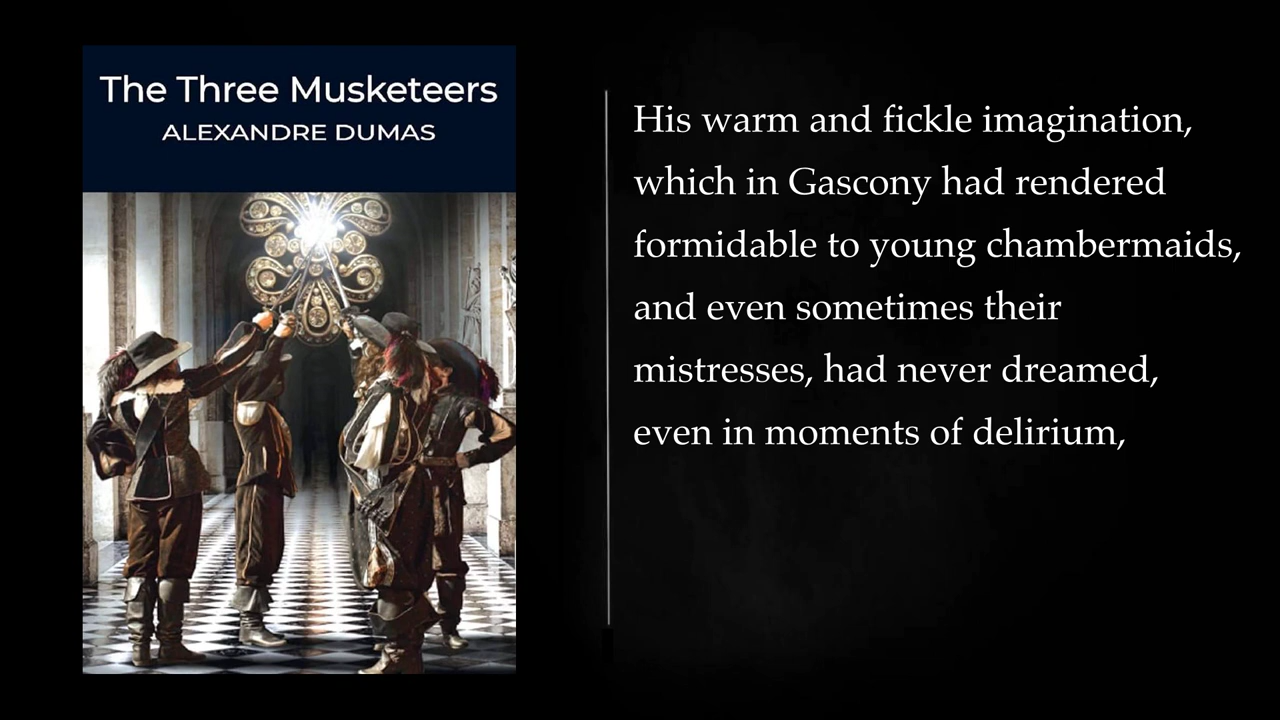 The Three Musketeers
ALEXANDRE DUMAS
His warm and fickle imagination,
which in Gascony had rendered
formidable to young chambermaids,
and even sometimes their
mistresses, had never dreamed,
even in moments of delirium,